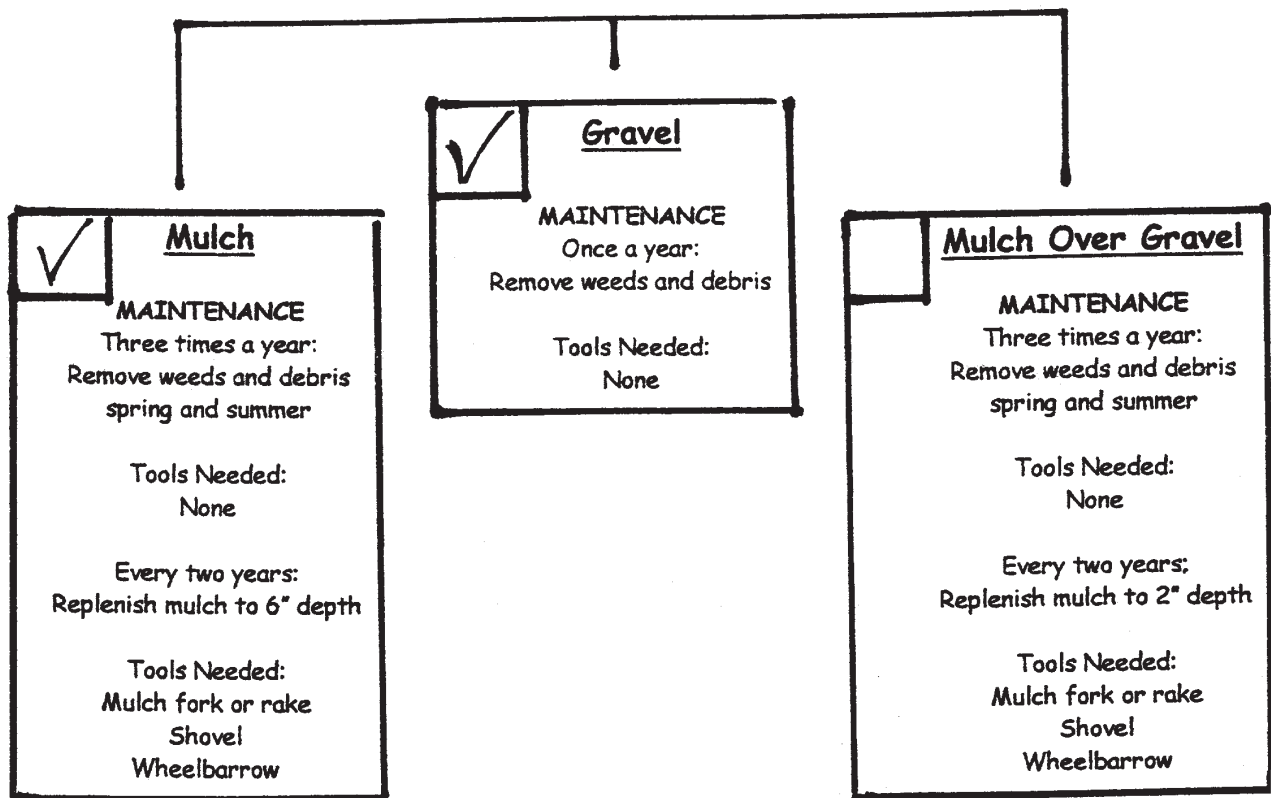 Gravel
MAINTENANCE
Once a year:
Remove weeds and debris
Tools Needed:
None
Mulch
MAINTENANCE
Three times a year:
Remove weeds and debris
spring and summer
Tools Needed:
None
Every two years:
Replenish mulch to 6" depth
Tools Needed:
Mulch fork or rake
Shovel
Wheelbarrow
Mulch Over Gravel
MAINTENANCE
Three times a year:
Remove weeds and debris
spring and summer
Tools Needed:
None
Every two years:
Replenish mulch to 2" depth
Tools Needed:
Mulch fork or rake
Shovel
Wheelbarrow